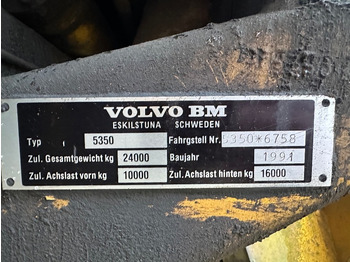 VOLVO BM
ESKILSTUNA SCHWEDEN
Typ 5350 Fahrgstell Nr. 5350*6758
Zul. Gesamtgewicht kg 24000 Baujahr 1991
Zul. Achslast vorn kg 10000 Zul. Achslast hinten kg 16000